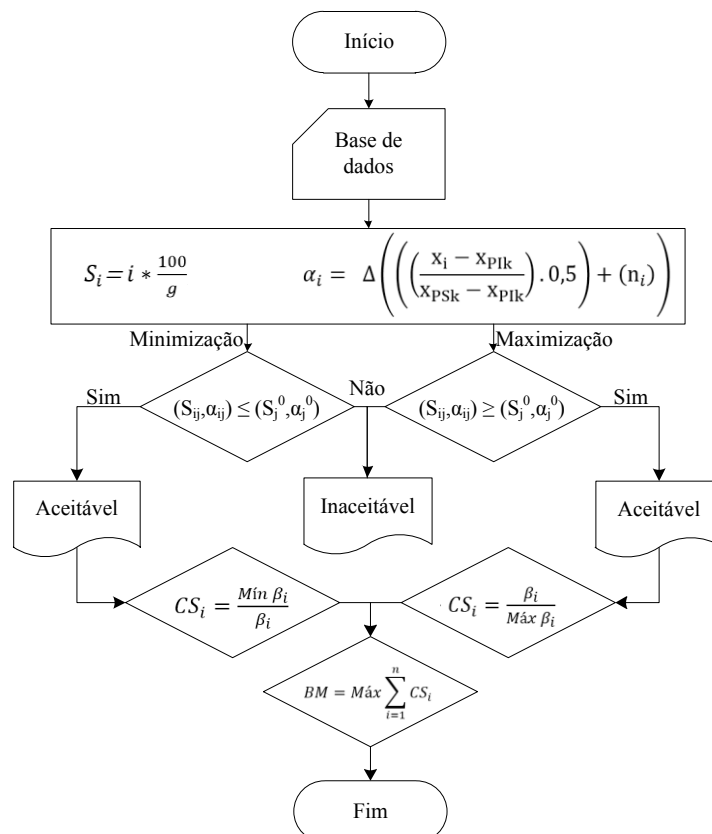 Início
Base de
dados
S_i = i * 100/g
α_i = Δ((((x_i − x_PIk)/(x_PSk − x_PIk)) . 0,5) + (n_i))
Minimização
Maximização
Sim
(S_ij,α_ij) ≤ (S_j^0,α_j^0)
Não
(S_ij,α_ij) ≥ (S_j^0,α_j^0)
Sim
Aceitável
Inaceitável
Aceitável
CS_i = Mín β_i/β_i
CS_i = β_i/Máx β_i
BM = Máx ∑_{i=1}^{n} CS_i
Fim